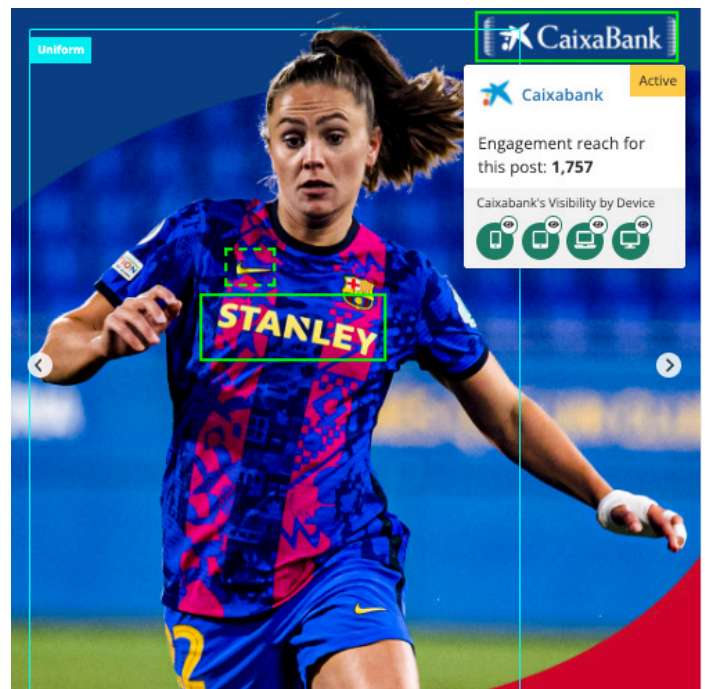 Uniform
CaixaBank
Active
Caixabank
Engagement reach for
this post: 1,757
Caixabank's Visibility by Device
STANLEY